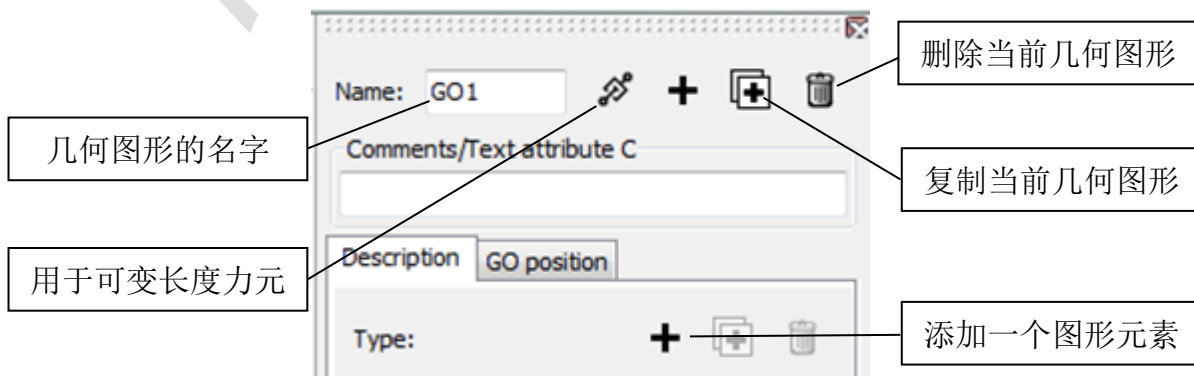 删除当前几何图形
Name: GO1
几何图形的名字
Comments/Text attribute C
复制当前几何图形
Description GO position
用于可变长度力元
Type:
添加一个图形元素